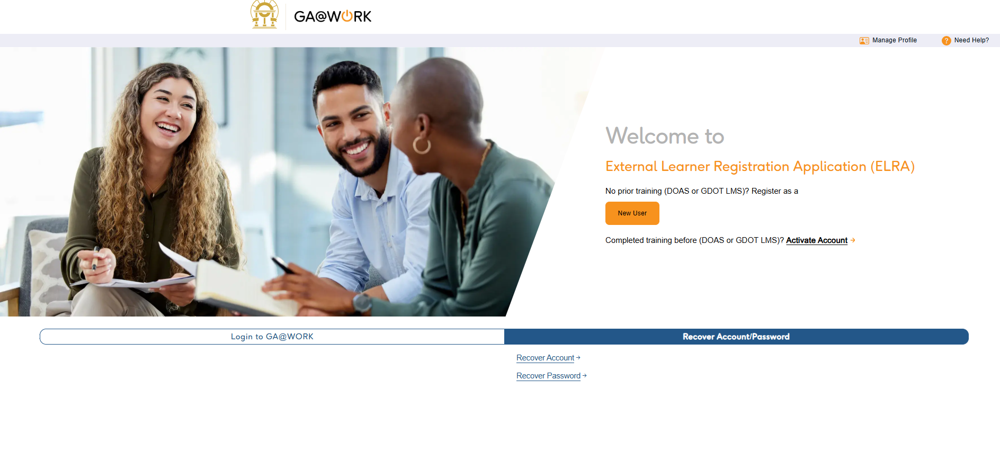 GA@WORK
Manage Profile
Need Help?
Welcome to
External Learner Registration Application (ELRA)
No prior training (DOAS or GDOT LMS)? Register as a
New User
Completed training before (DOAS or GDOT LMS)? Activate Account →
Login to GA@WORK
Recover Account/Password
Recover Account →
Recover Password →